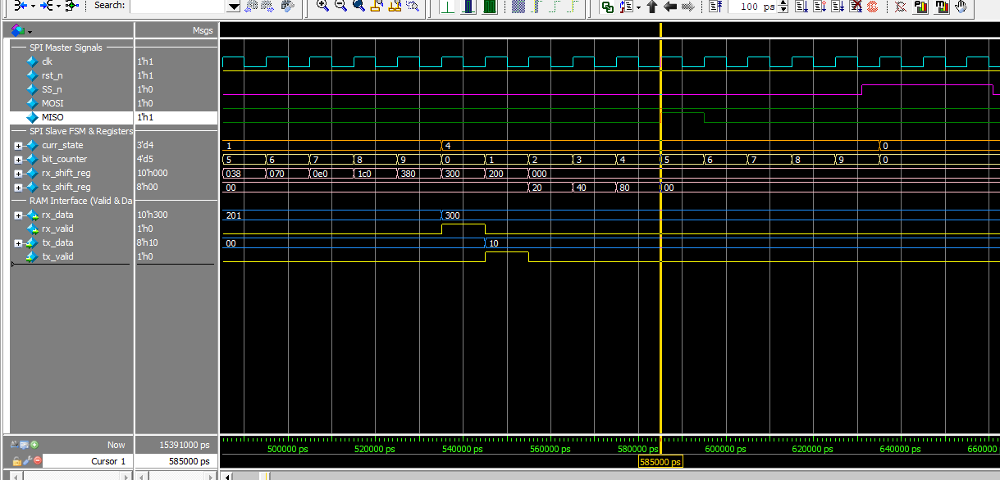 Search:
100 ps
Msgs
SPI Master Signals
clk 1'h1
rst_n 1'h1
SS_n 1'h0
MOSI 1'h0
MISO 1'h1
SPI Slave FSM & Registers
curr_state 3'd4 1 4 0
bit_counter 4'd5 5 6 7 8 9 0 1 2 3 4 5 6 7 8 9 0
rx_shift_reg 10'h000 038 070 0e0 1c0 380 300 200 000
tx_shift_reg 8'h00 00 20 40 80 00
RAM Interface (Valid & Da
rx_data 10'h300 201 300
rx_valid 1'h0
tx_data 8'h10 00 10
tx_valid 1'h0
Now 15391000 ps 500000 ps 520000 ps 540000 ps 560000 ps 580000 ps 600000 ps 620000 ps 640000 ps 660000
Cursor 1 585000 ps 585000 ps